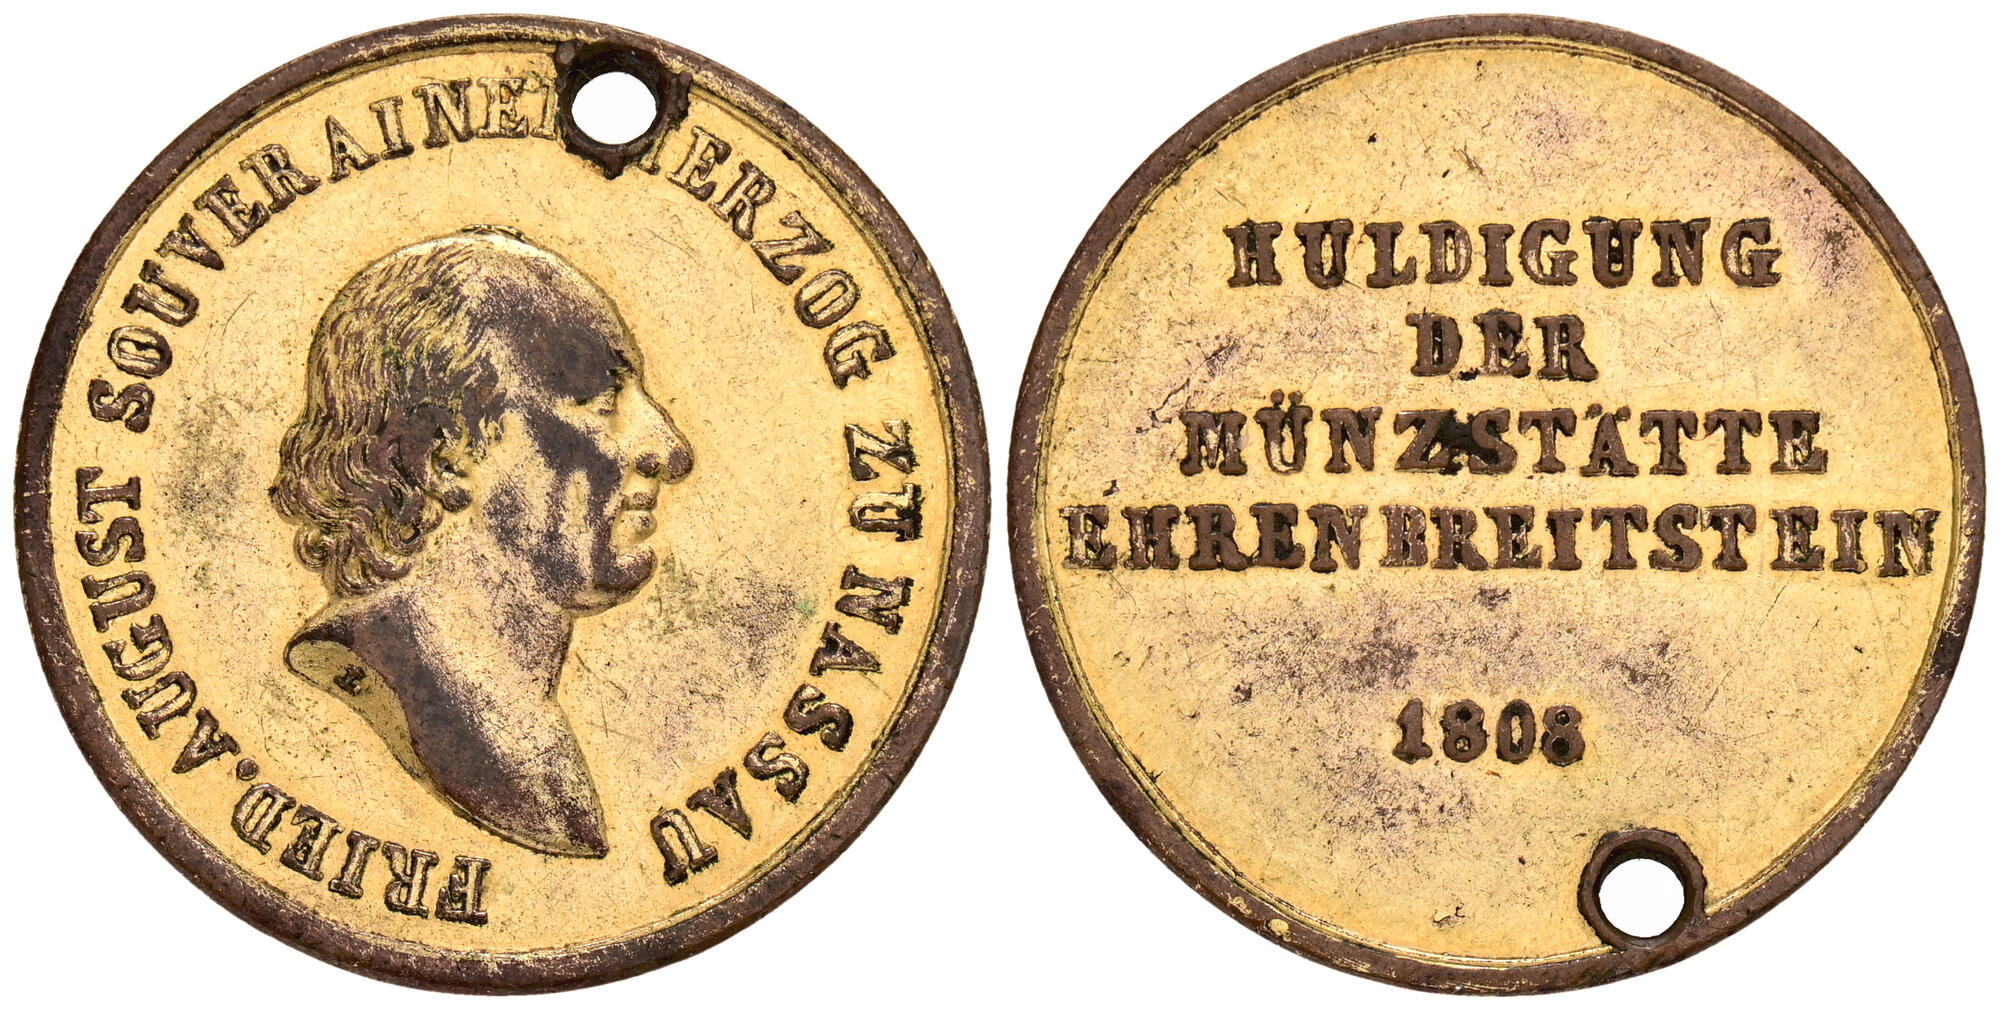 FRIED. AUGUST SOUVERAINER HERZOG ZU NASSAU
L
HULDIGUNG
DER
MÜNZSTÄTTE
EHRENBREITSTEIN
1808